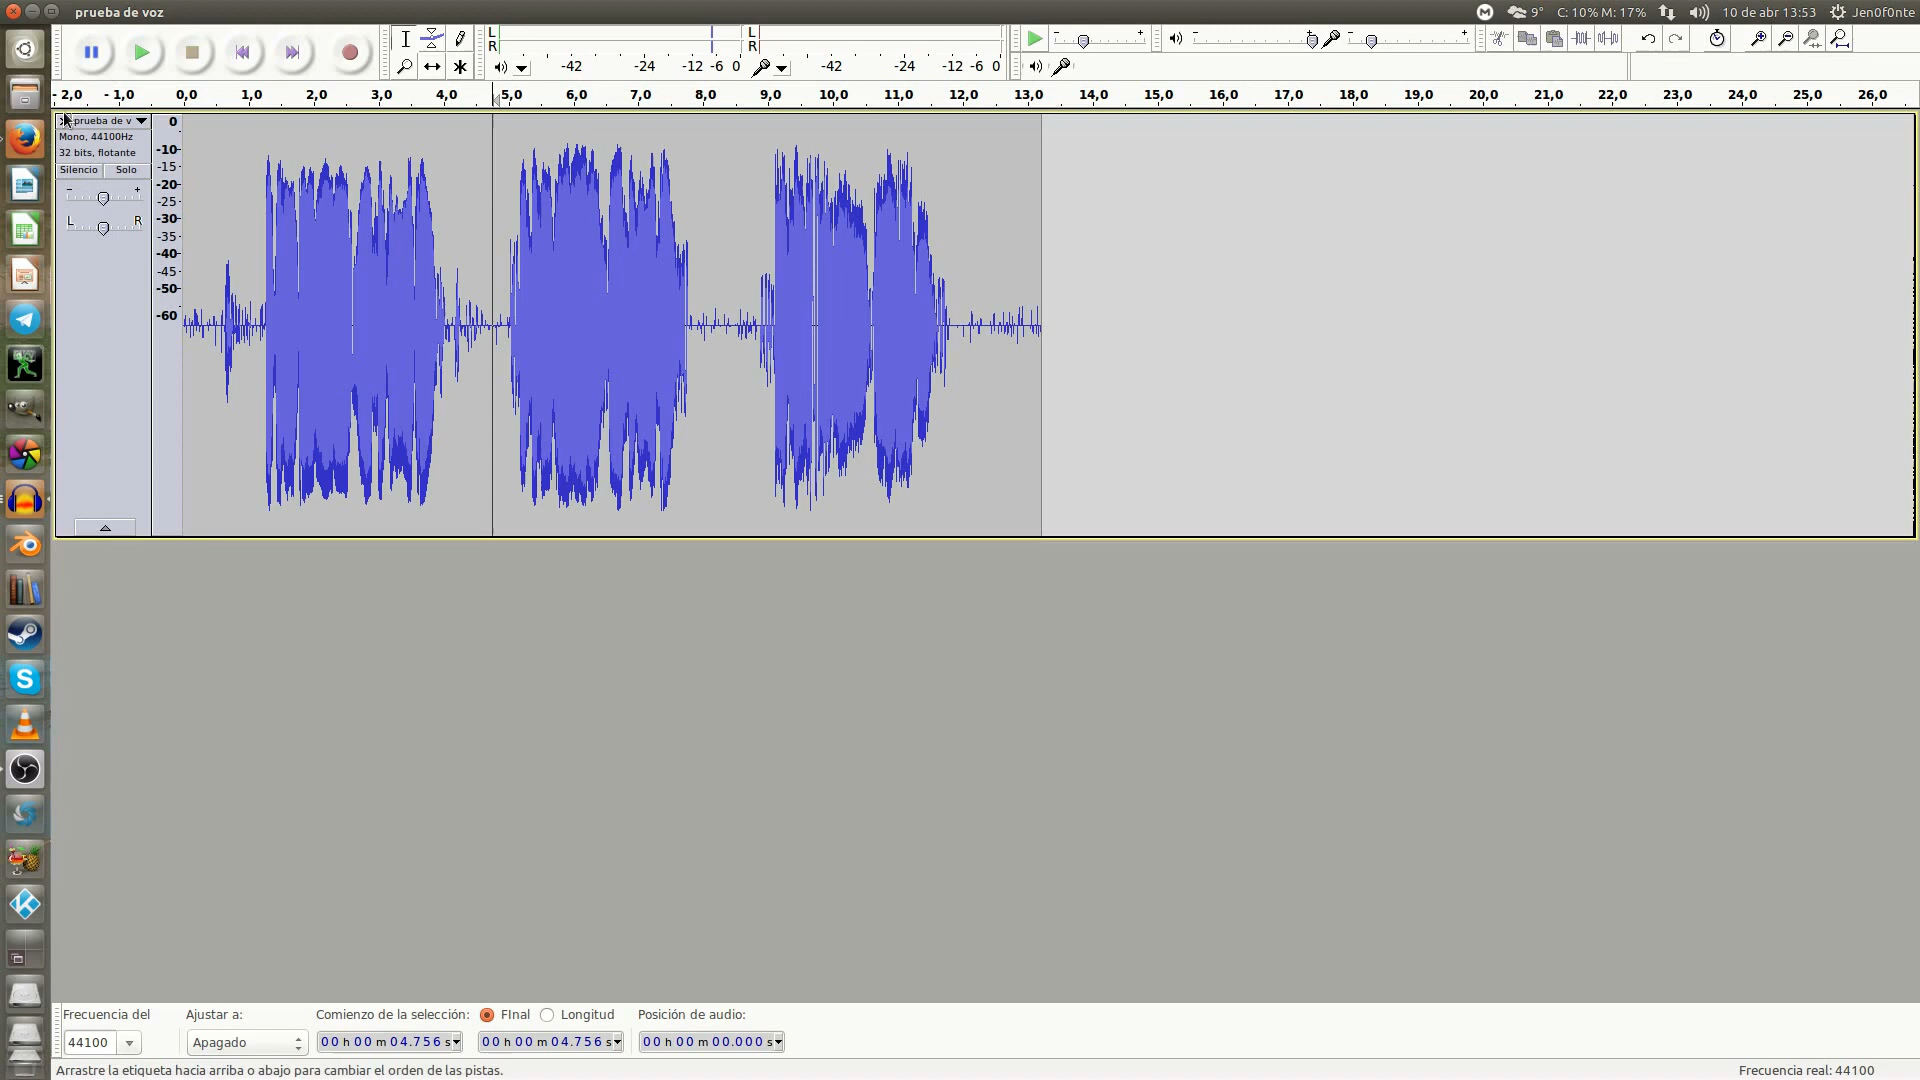 prueba de voz
9° C: 10% M: 17% 10 de abr 13:53 Jen0f0nte
L
R
-42 -24 -12 -6 0
L
R
-42 -24 -12 -6 0
- 2,0 - 1,0 0,0 1,0 2,0 3,0 4,0 5,0 6,0 7,0 8,0 9,0 10,0 11,0 12,0 13,0 14,0 15,0 16,0 17,0 18,0 19,0 20,0 21,0 22,0 23,0 24,0 25,0 26,0
prueba de v
Mono, 44100Hz
32 bits, flotante
Silencio Solo
- +
L R
0
-10
-15
-20
-25
-30
-35
-40
-45
-50
-60
Frecuencia del Ajustar a: Comienzo de la selección: FInal Longitud Posición de audio:
44100 Apagado 00 h 00 m 04.756 s 00 h 00 m 04.756 s 00 h 00 m 00.000 s
Arrastre la etiqueta hacia arriba o abajo para cambiar el orden de las pistas. Frecuencia real: 44100